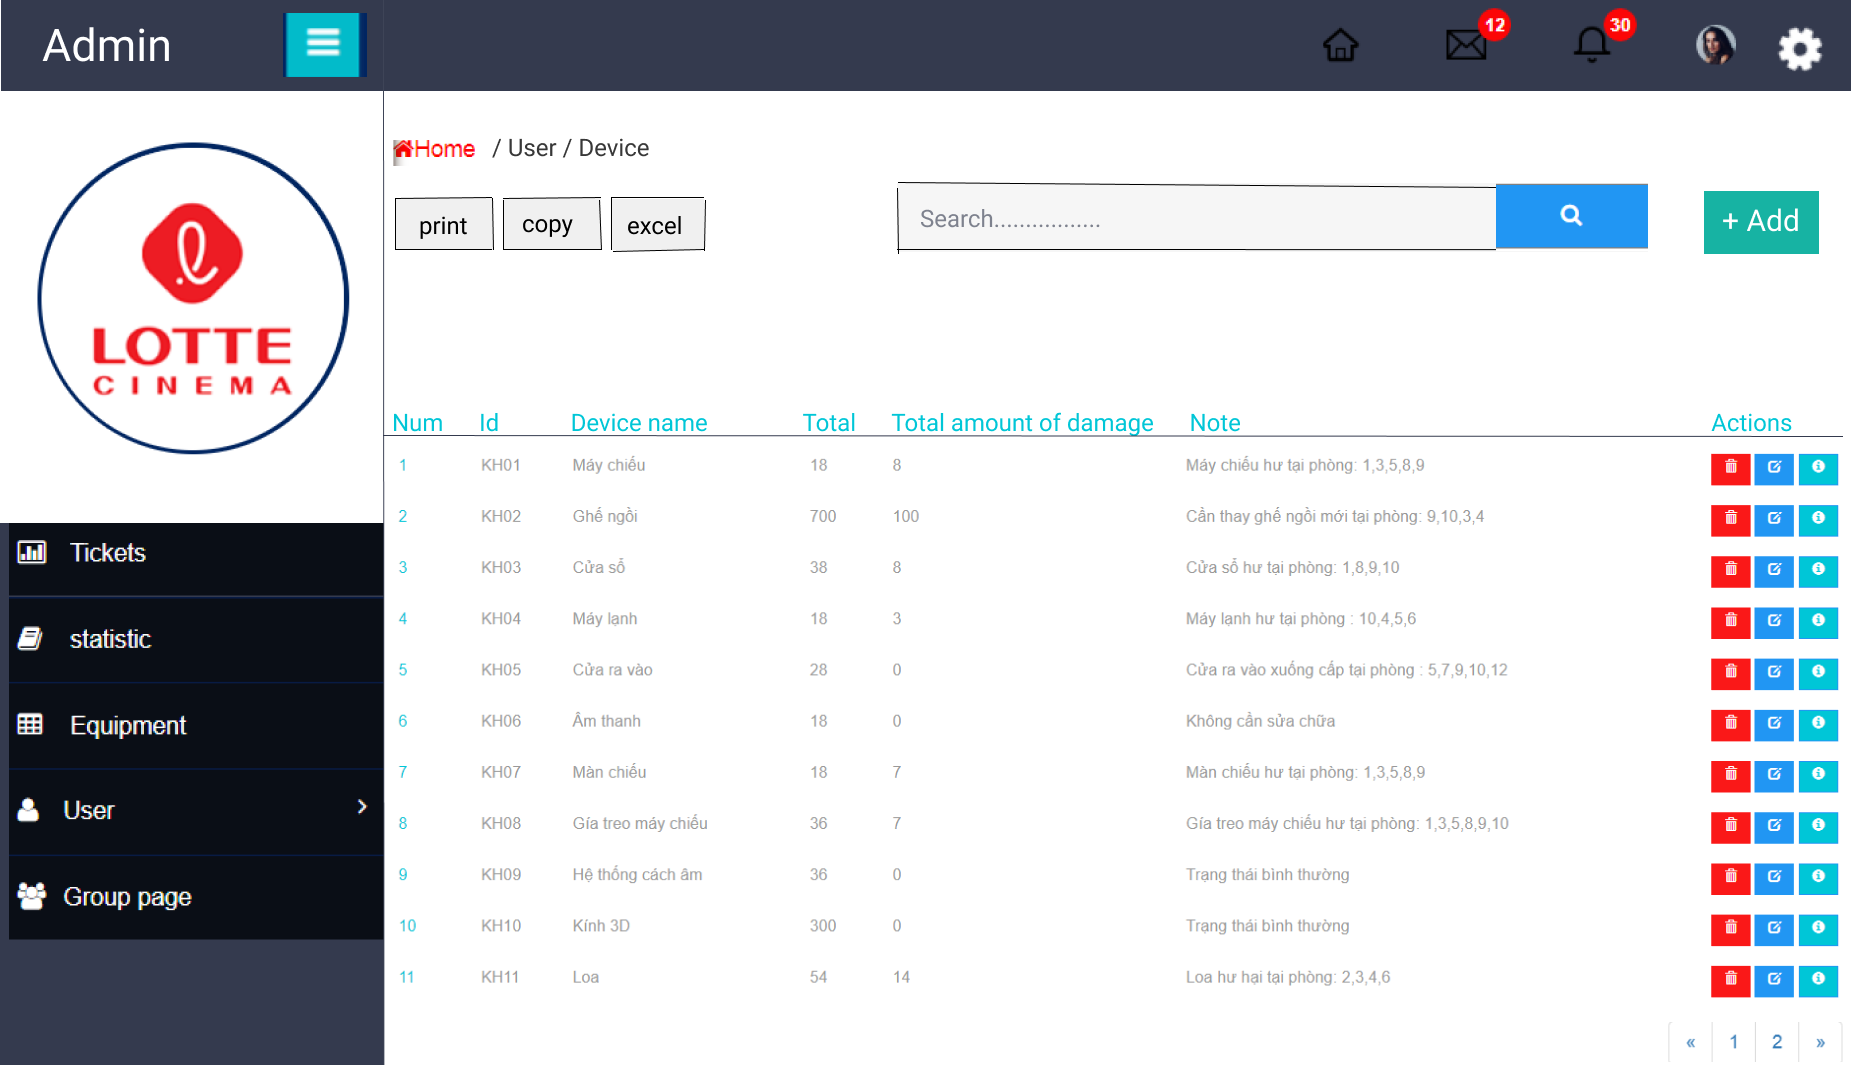 Admin
12
30
LOTTE
CINEMA
Home / User / Device
print copy excel
Search.................
+ Add
Num Id Device name Total Total amount of damage Note Actions
1 KH01 Máy chiếu 18 8 Máy chiếu hư tại phòng: 1,3,5,8,9
2 KH02 Ghế ngồi 700 100 Cần thay ghế ngồi mới tại phòng: 9,10,3,4
3 KH03 Cửa sổ 38 8 Cửa sổ hư tại phòng: 1,8,9,10
4 KH04 Máy lạnh 18 3 Máy lạnh hư tại phòng : 10,4,5,6
5 KH05 Cửa ra vào 28 0 Cửa ra vào xuống cấp tại phòng : 5,7,9,10,12
6 KH06 Âm thanh 18 0 Không cần sửa chữa
7 KH07 Màn chiếu 18 7 Màn chiếu hư tại phòng: 1,3,5,8,9
8 KH08 Gía treo máy chiếu 36 7 Gía treo máy chiếu hư tại phòng: 1,3,5,8,9,10
9 KH09 Hệ thống cách âm 36 0 Trạng thái bình thường
10 KH10 Kính 3D 300 0 Trạng thái bình thường
11 KH11 Loa 54 14 Loa hư hại tại phòng: 2,3,4,6
« 1 2 »
Tickets
statistic
Equipment
User
Group page